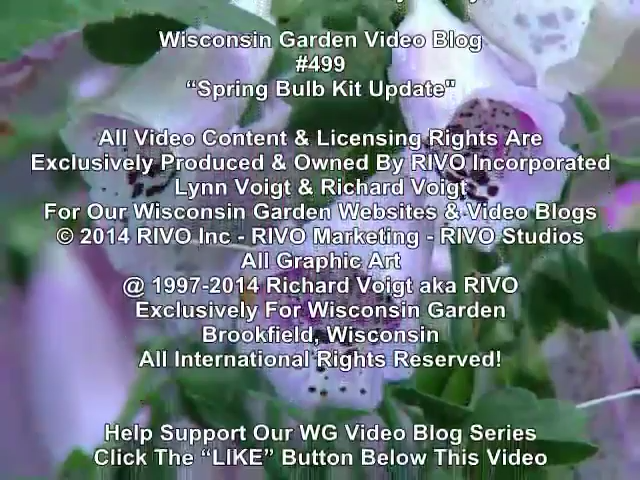 Wisconsin Garden Video Blog
#499
“Spring Bulb Kit Update"
All Video Content & Licensing Rights Are
Exclusively Produced & Owned By RIVO Incorporated
Lynn Voigt & Richard Voigt
For Our Wisconsin Garden Websites & Video Blogs
© 2014 RIVO Inc - RIVO Marketing - RIVO Studios
All Graphic Art
@ 1997-2014 Richard Voigt aka RIVO
Exclusively For Wisconsin Garden
Brookfield, Wisconsin
All International Rights Reserved!
Help Support Our WG Video Blog Series
Click The “LIKE” Button Below This Video